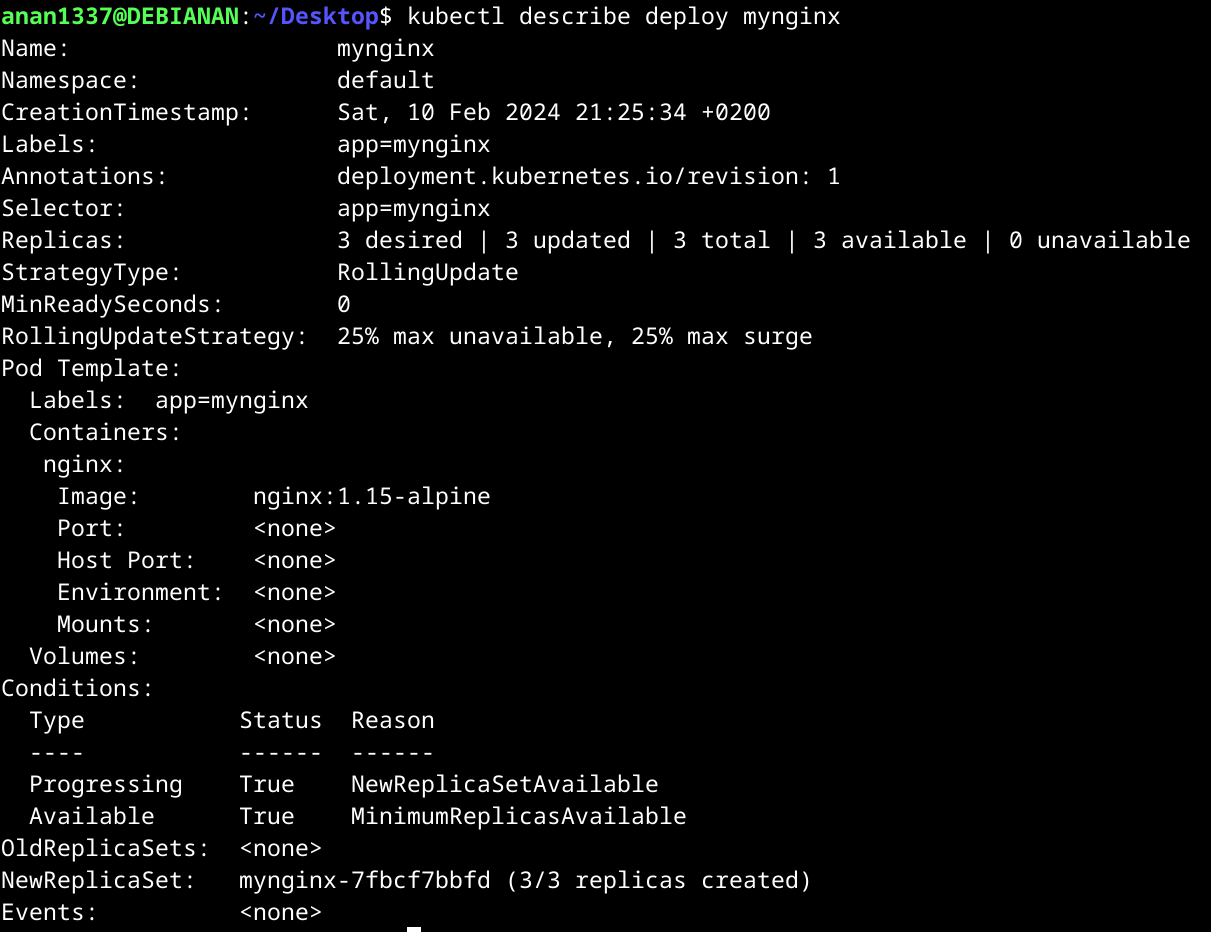 anan1337@DEBIANAN:~/Desktop$ kubectl describe deploy mynginx
Name:                   mynginx
Namespace:              default
CreationTimestamp:      Sat, 10 Feb 2024 21:25:34 +0200
Labels:                 app=mynginx
Annotations:            deployment.kubernetes.io/revision: 1
Selector:               app=mynginx
Replicas:               3 desired | 3 updated | 3 total | 3 available | 0 unavailable
StrategyType:           RollingUpdate
MinReadySeconds:        0
RollingUpdateStrategy:  25% max unavailable, 25% max surge
Pod Template:
  Labels:  app=mynginx
  Containers:
   nginx:
    Image:        nginx:1.15-alpine
    Port:         <none>
    Host Port:    <none>
    Environment:  <none>
    Mounts:       <none>
  Volumes:        <none>
Conditions:
  Type           Status  Reason
  ----           ------  ------
  Progressing    True    NewReplicaSetAvailable
  Available      True    MinimumReplicasAvailable
OldReplicaSets:  <none>
NewReplicaSet:   mynginx-7fbcf7bbfd (3/3 replicas created)
Events:          <none>